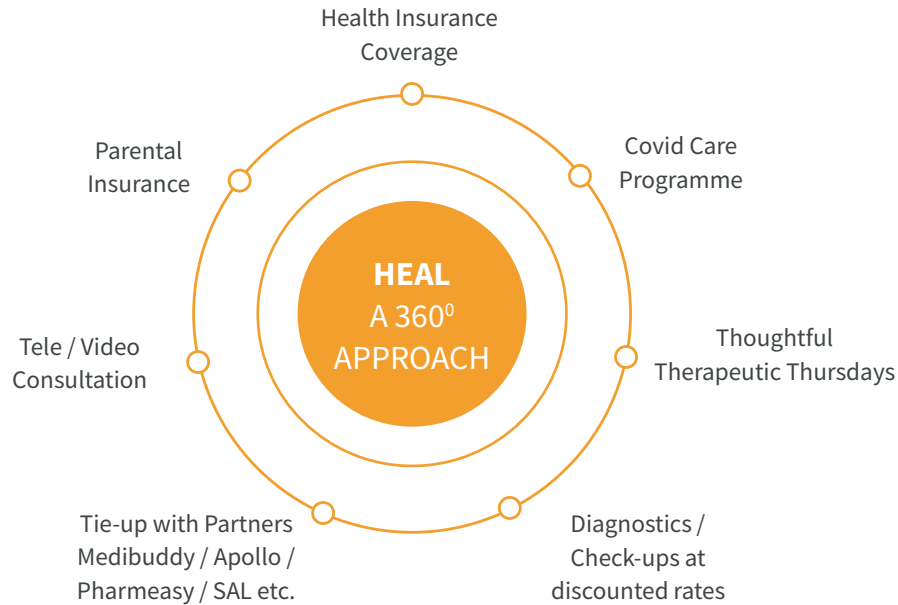 Health Insurance
Coverage
Covid Care
Programme
Thoughtful
Therapeutic Thursdays
Diagnostics /
Check-ups at
discounted rates
Tie-up with Partners
Medibuddy / Apollo /
Pharmeasy / SAL etc.
Tele / Video
Consultation
Parental
Insurance
HEAL
A 360⁰
APPROACH